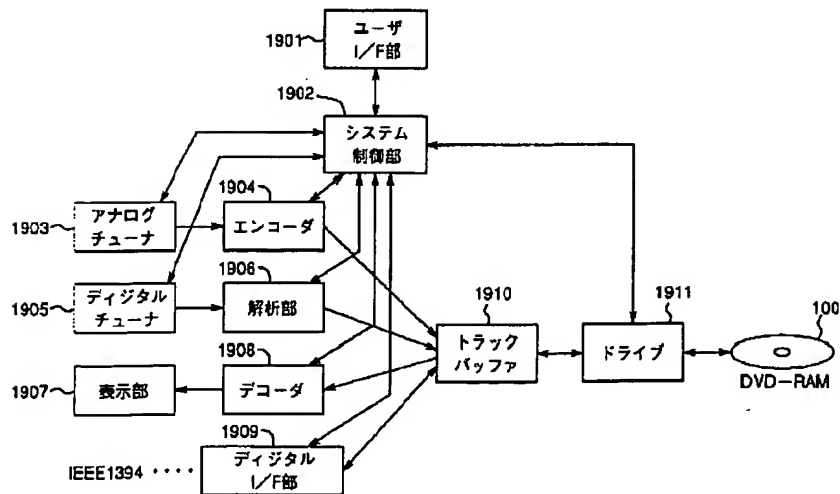 1901
ユーザ
I/F部
1902
システム
制御部
1903
アナログ
チューナ
1904
エンコーダ
1905
ディジタル
チューナ
1906
解析部
1907
表示部
1908
デコーダ
1909
ディジタル
I/F部
IEEE1394 ‥‥
1910
トラック
バッファ
1911
ドライブ
100
DVD-RAM